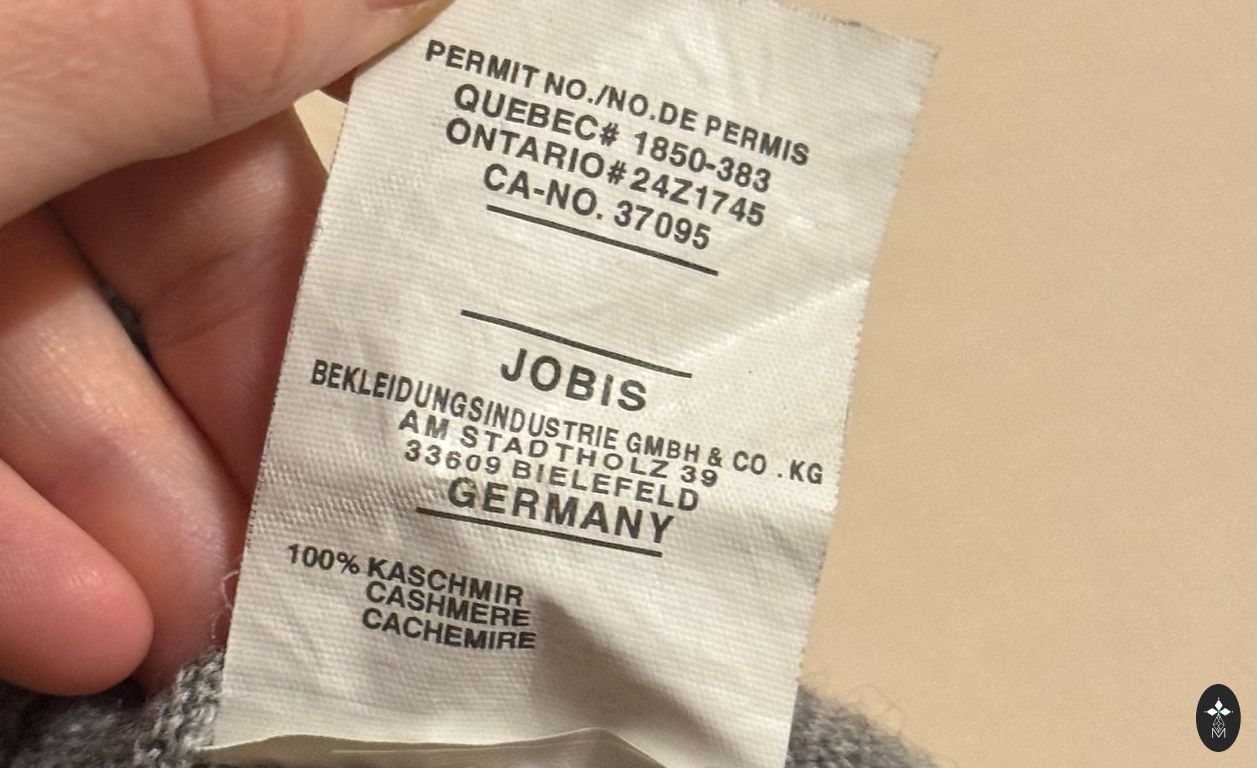 PERMIT NO./NO.DE PERMIS
QUEBEC# 1850-383
ONTARIO#24Z1745
CA-NO. 37095
JOBIS
BEKLEIDUNGSINDUSTRIE GMBH & CO .KG
AM STADTHOLZ 39
33609 BIELEFELD
GERMANY
100% KASCHMIR
CASHMERE
CACHEMIRE